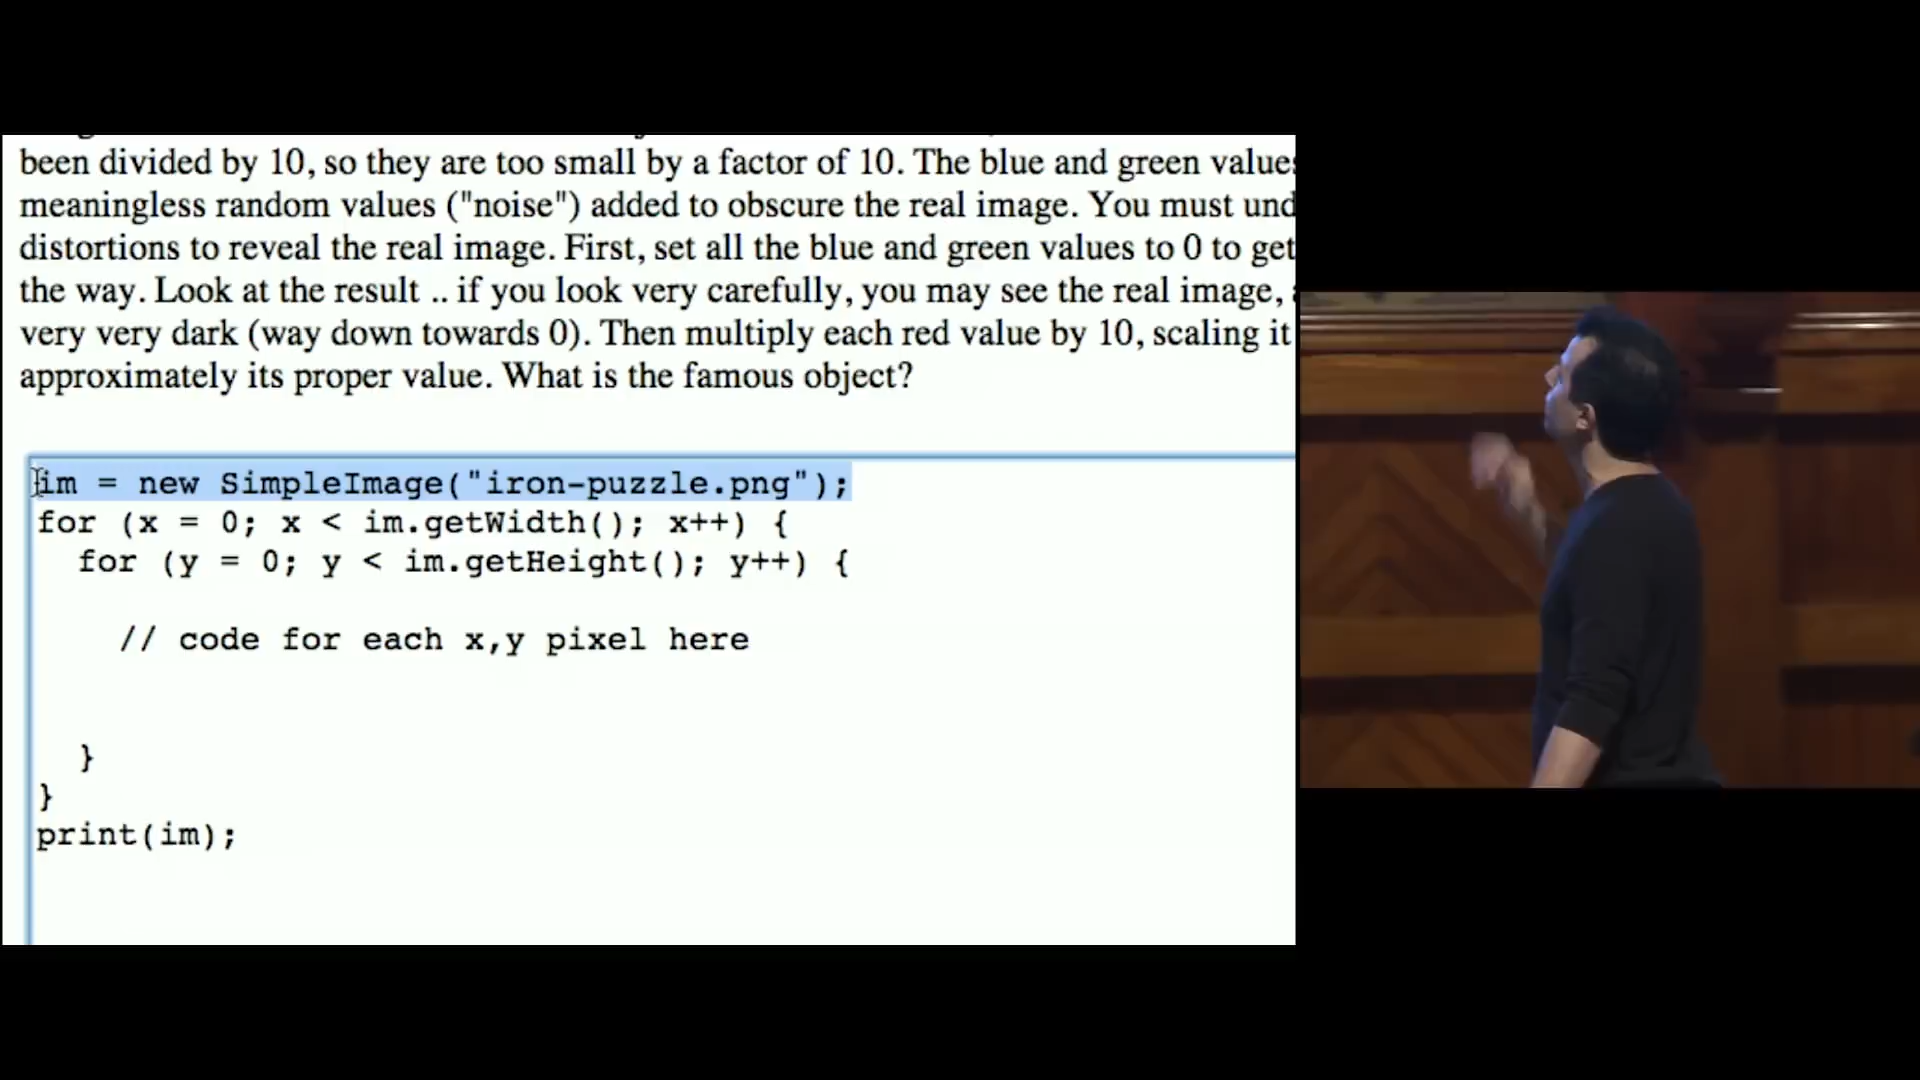 been divided by 10, so they are too small by a factor of 10. The blue and green values
meaningless random values ("noise") added to obscure the real image. You must und
distortions to reveal the real image. First, set all the blue and green values to 0 to get
the way. Look at the result .. if you look very carefully, you may see the real image,
very very dark (way down towards 0). Then multiply each red value by 10, scaling it
approximately its proper value. What is the famous object?
im = new SimpleImage("iron-puzzle.png");
for (x = 0; x < im.getWidth(); x++) {
for (y = 0; y < im.getHeight(); y++) {
// code for each x,y pixel here
}
}
print(im);